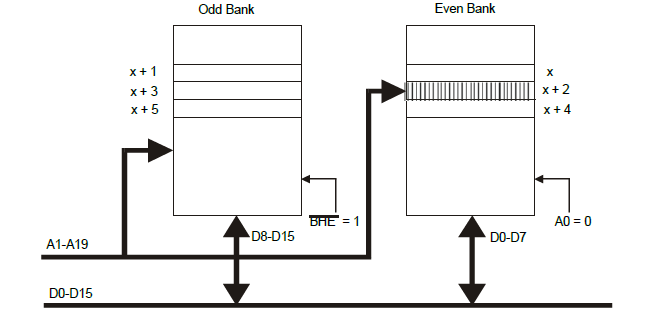 Odd Bank
Even Bank
x + 1
x + 3
x + 5
x
x + 2
x + 4
BHE = 1
A0 = 0
D8-D15
D0-D7
A1-A19
D0-D15